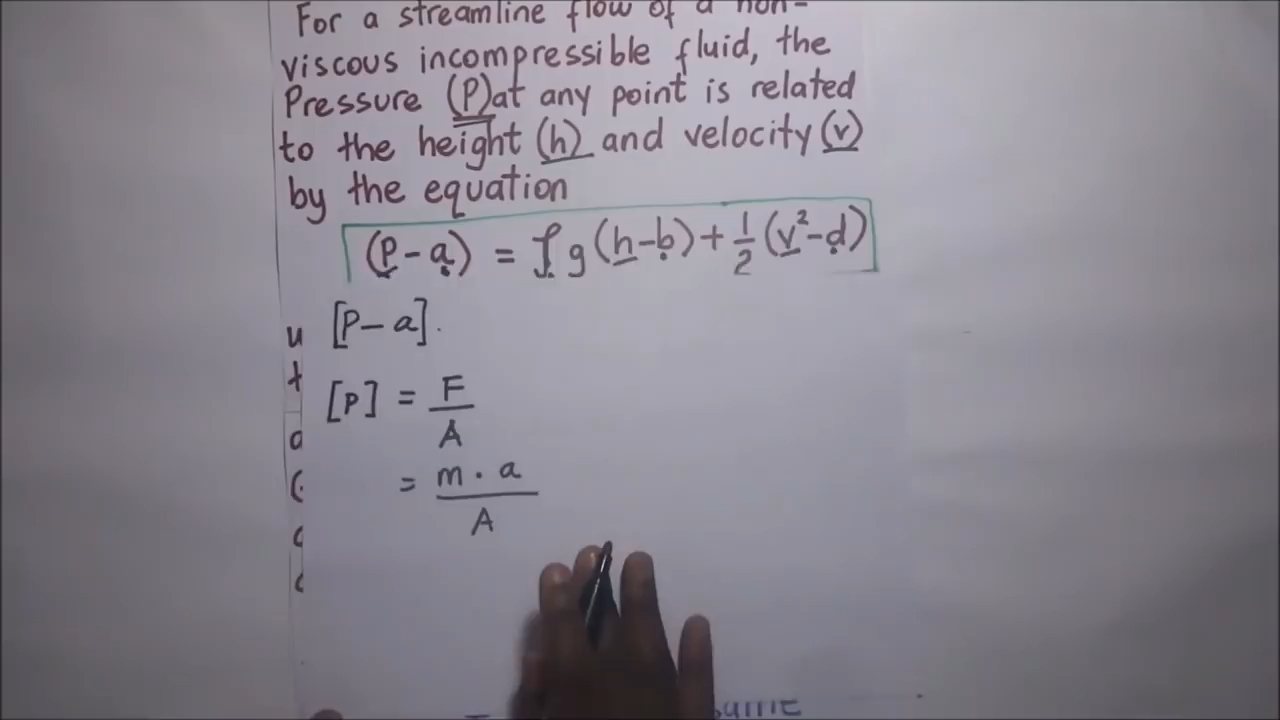 For a streamline flow of a non-
viscous incompressible fluid, the
Pressure (P) at any point is related
to the height (h) and velocity (v)
by the equation
(P - a) = ρg(h-b) + 1/2 (v²-d)
u [P - a].
t
[P] = F/A
a
= m · a / A
(